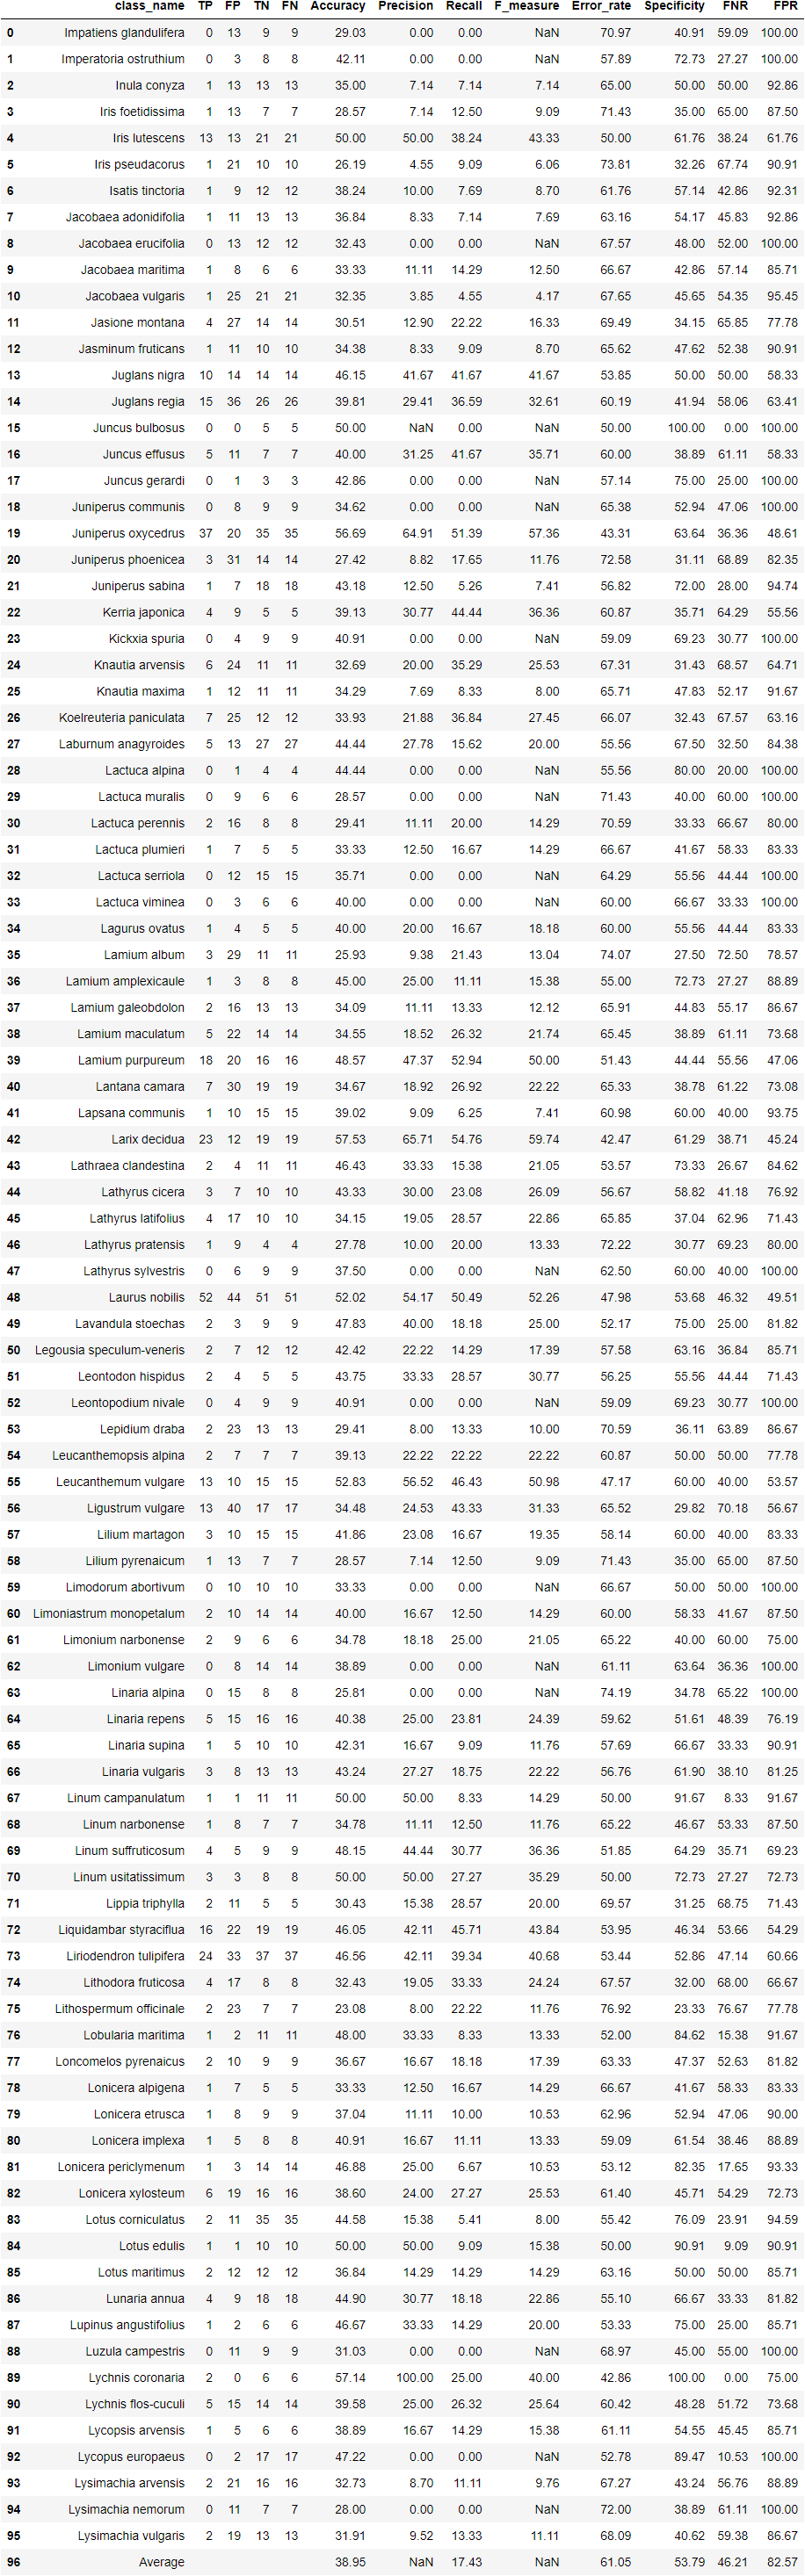 class_name TP FP TN FN Accuracy Precision Recall F_measure Error_rate Specificity FNR FPR
0 Impatiens glandulifera 0 13 9 9 29.03 0.00 0.00 NaN 70.97 40.91 59.09 100.00
1 Imperatoria ostruthium 0 3 8 8 42.11 0.00 0.00 NaN 57.89 72.73 27.27 100.00
2 Inula conyza 1 13 13 13 35.00 7.14 7.14 7.14 65.00 50.00 50.00 92.86
3 Iris foetidissima 1 13 7 7 28.57 7.14 12.50 9.09 71.43 35.00 65.00 87.50
4 Iris lutescens 13 13 21 21 50.00 50.00 38.24 43.33 50.00 61.76 38.24 61.76
5 Iris pseudacorus 1 21 10 10 26.19 4.55 9.09 6.06 73.81 32.26 67.74 90.91
6 Isatis tinctoria 1 9 12 12 38.24 10.00 7.69 8.70 61.76 57.14 42.86 92.31
7 Jacobaea adonidifolia 1 11 13 13 36.84 8.33 7.14 7.69 63.16 54.17 45.83 92.86
8 Jacobaea erucifolia 0 13 12 12 32.43 0.00 0.00 NaN 67.57 48.00 52.00 100.00
9 Jacobaea maritima 1 8 6 6 33.33 11.11 14.29 12.50 66.67 42.86 57.14 85.71
10 Jacobaea vulgaris 1 25 21 21 32.35 3.85 4.55 4.17 67.65 45.65 54.35 95.45
11 Jasione montana 4 27 14 14 30.51 12.90 22.22 16.33 69.49 34.15 65.85 77.78
12 Jasminum fruticans 1 11 10 10 34.38 8.33 9.09 8.70 65.62 47.62 52.38 90.91
13 Juglans nigra 10 14 14 14 46.15 41.67 41.67 41.67 53.85 50.00 50.00 58.33
14 Juglans regia 15 36 26 26 39.81 29.41 36.59 32.61 60.19 41.94 58.06 63.41
15 Juncus bulbosus 0 0 5 5 50.00 NaN 0.00 NaN 50.00 100.00 0.00 100.00
16 Juncus effusus 5 11 7 7 40.00 31.25 41.67 35.71 60.00 38.89 61.11 58.33
17 Juncus gerardi 0 1 3 3 42.86 0.00 0.00 NaN 57.14 75.00 25.00 100.00
18 Juniperus communis 0 8 9 9 34.62 0.00 0.00 NaN 65.38 52.94 47.06 100.00
19 Juniperus oxycedrus 37 20 35 35 56.69 64.91 51.39 57.36 43.31 63.64 36.36 48.61
20 Juniperus phoenicea 3 31 14 14 27.42 8.82 17.65 11.76 72.58 31.11 68.89 82.35
21 Juniperus sabina 1 7 18 18 43.18 12.50 5.26 7.41 56.82 72.00 28.00 94.74
22 Kerria japonica 4 9 5 5 39.13 30.77 44.44 36.36 60.87 35.71 64.29 55.56
23 Kickxia spuria 0 4 9 9 40.91 0.00 0.00 NaN 59.09 69.23 30.77 100.00
24 Knautia arvensis 6 24 11 11 32.69 20.00 35.29 25.53 67.31 31.43 68.57 64.71
25 Knautia maxima 1 12 11 11 34.29 7.69 8.33 8.00 65.71 47.83 52.17 91.67
26 Koelreuteria paniculata 7 25 12 12 33.93 21.88 36.84 27.45 66.07 32.43 67.57 63.16
27 Laburnum anagyroides 5 13 27 27 44.44 27.78 15.62 20.00 55.56 67.50 32.50 84.38
28 Lactuca alpina 0 1 4 4 44.44 0.00 0.00 NaN 55.56 80.00 20.00 100.00
29 Lactuca muralis 0 9 6 6 28.57 0.00 0.00 NaN 71.43 40.00 60.00 100.00
30 Lactuca perennis 2 16 8 8 29.41 11.11 20.00 14.29 70.59 33.33 66.67 80.00
31 Lactuca plumieri 1 7 5 5 33.33 12.50 16.67 14.29 66.67 41.67 58.33 83.33
32 Lactuca serriola 0 12 15 15 35.71 0.00 0.00 NaN 64.29 55.56 44.44 100.00
33 Lactuca viminea 0 3 6 6 40.00 0.00 0.00 NaN 60.00 66.67 33.33 100.00
34 Lagurus ovatus 1 4 5 5 40.00 20.00 16.67 18.18 60.00 55.56 44.44 83.33
35 Lamium album 3 29 11 11 25.93 9.38 21.43 13.04 74.07 27.50 72.50 78.57
36 Lamium amplexicaule 1 3 8 8 45.00 25.00 11.11 15.38 55.00 72.73 27.27 88.89
37 Lamium galeobdolon 2 16 13 13 34.09 11.11 13.33 12.12 65.91 44.83 55.17 86.67
38 Lamium maculatum 5 22 14 14 34.55 18.52 26.32 21.74 65.45 38.89 61.11 73.68
39 Lamium purpureum 18 20 16 16 48.57 47.37 52.94 50.00 51.43 44.44 55.56 47.06
40 Lantana camara 7 30 19 19 34.67 18.92 26.92 22.22 65.33 38.78 61.22 73.08
41 Lapsana communis 1 10 15 15 39.02 9.09 6.25 7.41 60.98 60.00 40.00 93.75
42 Larix decidua 23 12 19 19 57.53 65.71 54.76 59.74 42.47 61.29 38.71 45.24
43 Lathraea clandestina 2 4 11 11 46.43 33.33 15.38 21.05 53.57 73.33 26.67 84.62
44 Lathyrus cicera 3 7 10 10 43.33 30.00 23.08 26.09 56.67 58.82 41.18 76.92
45 Lathyrus latifolius 4 17 10 10 34.15 19.05 28.57 22.86 65.85 37.04 62.96 71.43
46 Lathyrus pratensis 1 9 4 4 27.78 10.00 20.00 13.33 72.22 30.77 69.23 80.00
47 Lathyrus sylvestris 0 6 9 9 37.50 0.00 0.00 NaN 62.50 60.00 40.00 100.00
48 Laurus nobilis 52 44 51 51 52.02 54.17 50.49 52.26 47.98 53.68 46.32 49.51
49 Lavandula stoechas 2 3 9 9 47.83 40.00 18.18 25.00 52.17 75.00 25.00 81.82
50 Legousia speculum-veneris 2 7 12 12 42.42 22.22 14.29 17.39 57.58 63.16 36.84 85.71
51 Leontodon hispidus 2 4 5 5 43.75 33.33 28.57 30.77 56.25 55.56 44.44 71.43
52 Leontopodium nivale 0 4 9 9 40.91 0.00 0.00 NaN 59.09 69.23 30.77 100.00
53 Lepidium draba 2 23 13 13 29.41 8.00 13.33 10.00 70.59 36.11 63.89 86.67
54 Leucanthemopsis alpina 2 7 7 7 39.13 22.22 22.22 22.22 60.87 50.00 50.00 77.78
55 Leucanthemum vulgare 13 10 15 15 52.83 56.52 46.43 50.98 47.17 60.00 40.00 53.57
56 Ligustrum vulgare 13 40 17 17 34.48 24.53 43.33 31.33 65.52 29.82 70.18 56.67
57 Lilium martagon 3 10 15 15 41.86 23.08 16.67 19.35 58.14 60.00 40.00 83.33
58 Lilium pyrenaicum 1 13 7 7 28.57 7.14 12.50 9.09 71.43 35.00 65.00 87.50
59 Limodorum abortivum 0 10 10 10 33.33 0.00 0.00 NaN 66.67 50.00 50.00 100.00
60 Limoniastrum monopetalum 2 10 14 14 40.00 16.67 12.50 14.29 60.00 58.33 41.67 87.50
61 Limonium narbonense 2 9 6 6 34.78 18.18 25.00 21.05 65.22 40.00 60.00 75.00
62 Limonium vulgare 0 8 14 14 38.89 0.00 0.00 NaN 61.11 63.64 36.36 100.00
63 Linaria alpina 0 15 8 8 25.81 0.00 0.00 NaN 74.19 34.78 65.22 100.00
64 Linaria repens 5 15 16 16 40.38 25.00 23.81 24.39 59.62 51.61 48.39 76.19
65 Linaria supina 1 5 10 10 42.31 16.67 9.09 11.76 57.69 66.67 33.33 90.91
66 Linaria vulgaris 3 8 13 13 43.24 27.27 18.75 22.22 56.76 61.90 38.10 81.25
67 Linum campanulatum 1 1 11 11 50.00 50.00 8.33 14.29 50.00 91.67 8.33 91.67
68 Linum narbonense 1 8 7 7 34.78 11.11 12.50 11.76 65.22 46.67 53.33 87.50
69 Linum suffruticosum 4 5 9 9 48.15 44.44 30.77 36.36 51.85 64.29 35.71 69.23
70 Linum usitatissimum 3 3 8 8 50.00 50.00 27.27 35.29 50.00 72.73 27.27 72.73
71 Lippia triphylla 2 11 5 5 30.43 15.38 28.57 20.00 69.57 31.25 68.75 71.43
72 Liquidambar styraciflua 16 22 19 19 46.05 42.11 45.71 43.84 53.95 46.34 53.66 54.29
73 Liriodendron tulipifera 24 33 37 37 46.56 42.11 39.34 40.68 53.44 52.86 47.14 60.66
74 Lithodora fruticosa 4 17 8 8 32.43 19.05 33.33 24.24 67.57 32.00 68.00 66.67
75 Lithospermum officinale 2 23 7 7 23.08 8.00 22.22 11.76 76.92 23.33 76.67 77.78
76 Lobularia maritima 1 2 11 11 48.00 33.33 8.33 13.33 52.00 84.62 15.38 91.67
77 Loncomelos pyrenaicus 2 10 9 9 36.67 16.67 18.18 17.39 63.33 47.37 52.63 81.82
78 Lonicera alpigena 1 7 5 5 33.33 12.50 16.67 14.29 66.67 41.67 58.33 83.33
79 Lonicera etrusca 1 8 9 9 37.04 11.11 10.00 10.53 62.96 52.94 47.06 90.00
80 Lonicera implexa 1 5 8 8 40.91 16.67 11.11 13.33 59.09 61.54 38.46 88.89
81 Lonicera periclymenum 1 3 14 14 46.88 25.00 6.67 10.53 53.12 82.35 17.65 93.33
82 Lonicera xylosteum 6 19 16 16 38.60 24.00 27.27 25.53 61.40 45.71 54.29 72.73
83 Lotus corniculatus 2 11 35 35 44.58 15.38 5.41 8.00 55.42 76.09 23.91 94.59
84 Lotus edulis 1 1 10 10 50.00 50.00 9.09 15.38 50.00 90.91 9.09 90.91
85 Lotus maritimus 2 12 12 12 36.84 14.29 14.29 14.29 63.16 50.00 50.00 85.71
86 Lunaria annua 4 9 18 18 44.90 30.77 18.18 22.86 55.10 66.67 33.33 81.82
87 Lupinus angustifolius 1 2 6 6 46.67 33.33 14.29 20.00 53.33 75.00 25.00 85.71
88 Luzula campestris 0 11 9 9 31.03 0.00 0.00 NaN 68.97 45.00 55.00 100.00
89 Lychnis coronaria 2 0 6 6 57.14 100.00 25.00 40.00 42.86 100.00 0.00 75.00
90 Lychnis flos-cuculi 5 15 14 14 39.58 25.00 26.32 25.64 60.42 48.28 51.72 73.68
91 Lycopsis arvensis 1 5 6 6 38.89 16.67 14.29 15.38 61.11 54.55 45.45 85.71
92 Lycopus europaeus 0 2 17 17 47.22 0.00 0.00 NaN 52.78 89.47 10.53 100.00
93 Lysimachia arvensis 2 21 16 16 32.73 8.70 11.11 9.76 67.27 43.24 56.76 88.89
94 Lysimachia nemorum 0 11 7 7 28.00 0.00 0.00 NaN 72.00 38.89 61.11 100.00
95 Lysimachia vulgaris 2 19 13 13 31.91 9.52 13.33 11.11 68.09 40.62 59.38 86.67
96 Average 38.95 NaN 17.43 NaN 61.05 53.79 46.21 82.57